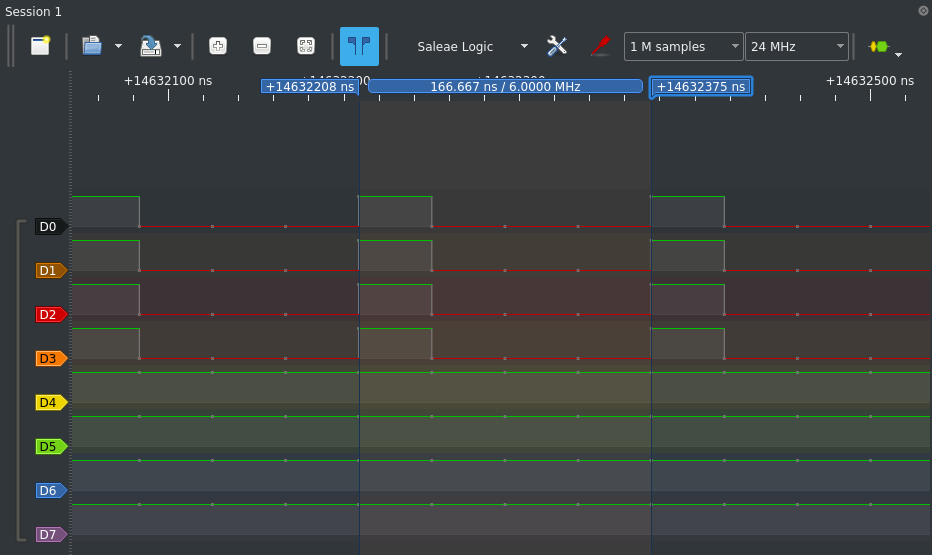 Session 1
Saleae Logic
1 M samples
24 MHz
+14632100 ns
+14632208 ns
166.667 ns / 6.0000 MHz
+14632375 ns
+14632500 ns
D0
D1
D2
D3
D4
D5
D6
D7